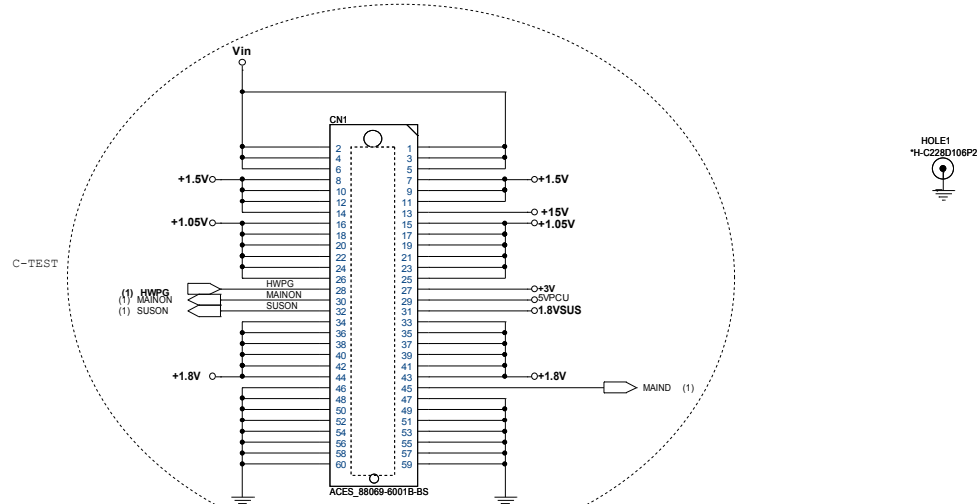 Vin
CN1
HOLE1
*H-C228D106P2
2 1
4 3
6 5
+1.5V 8 7 +1.5V
10 9
12 11
14 13 +15V
+1.05V 16 15 +1.05V
18 17
20 19
22 21
C-TEST
24 23
26 25
(1) HWPG HWPG 28 27 +3V
(1) MAINON MAINON 30 29 5VPCU
(1) SUSON SUSON 32 31 1.8VSUS
34 33
36 35
38 37
40 39
42 41
+1.8V 44 43 +1.8V
46 45 MAIND (1)
48 47
50 49
52 51
54 53
56 55
58 57
60 59
ACES_88069-6001B-BS